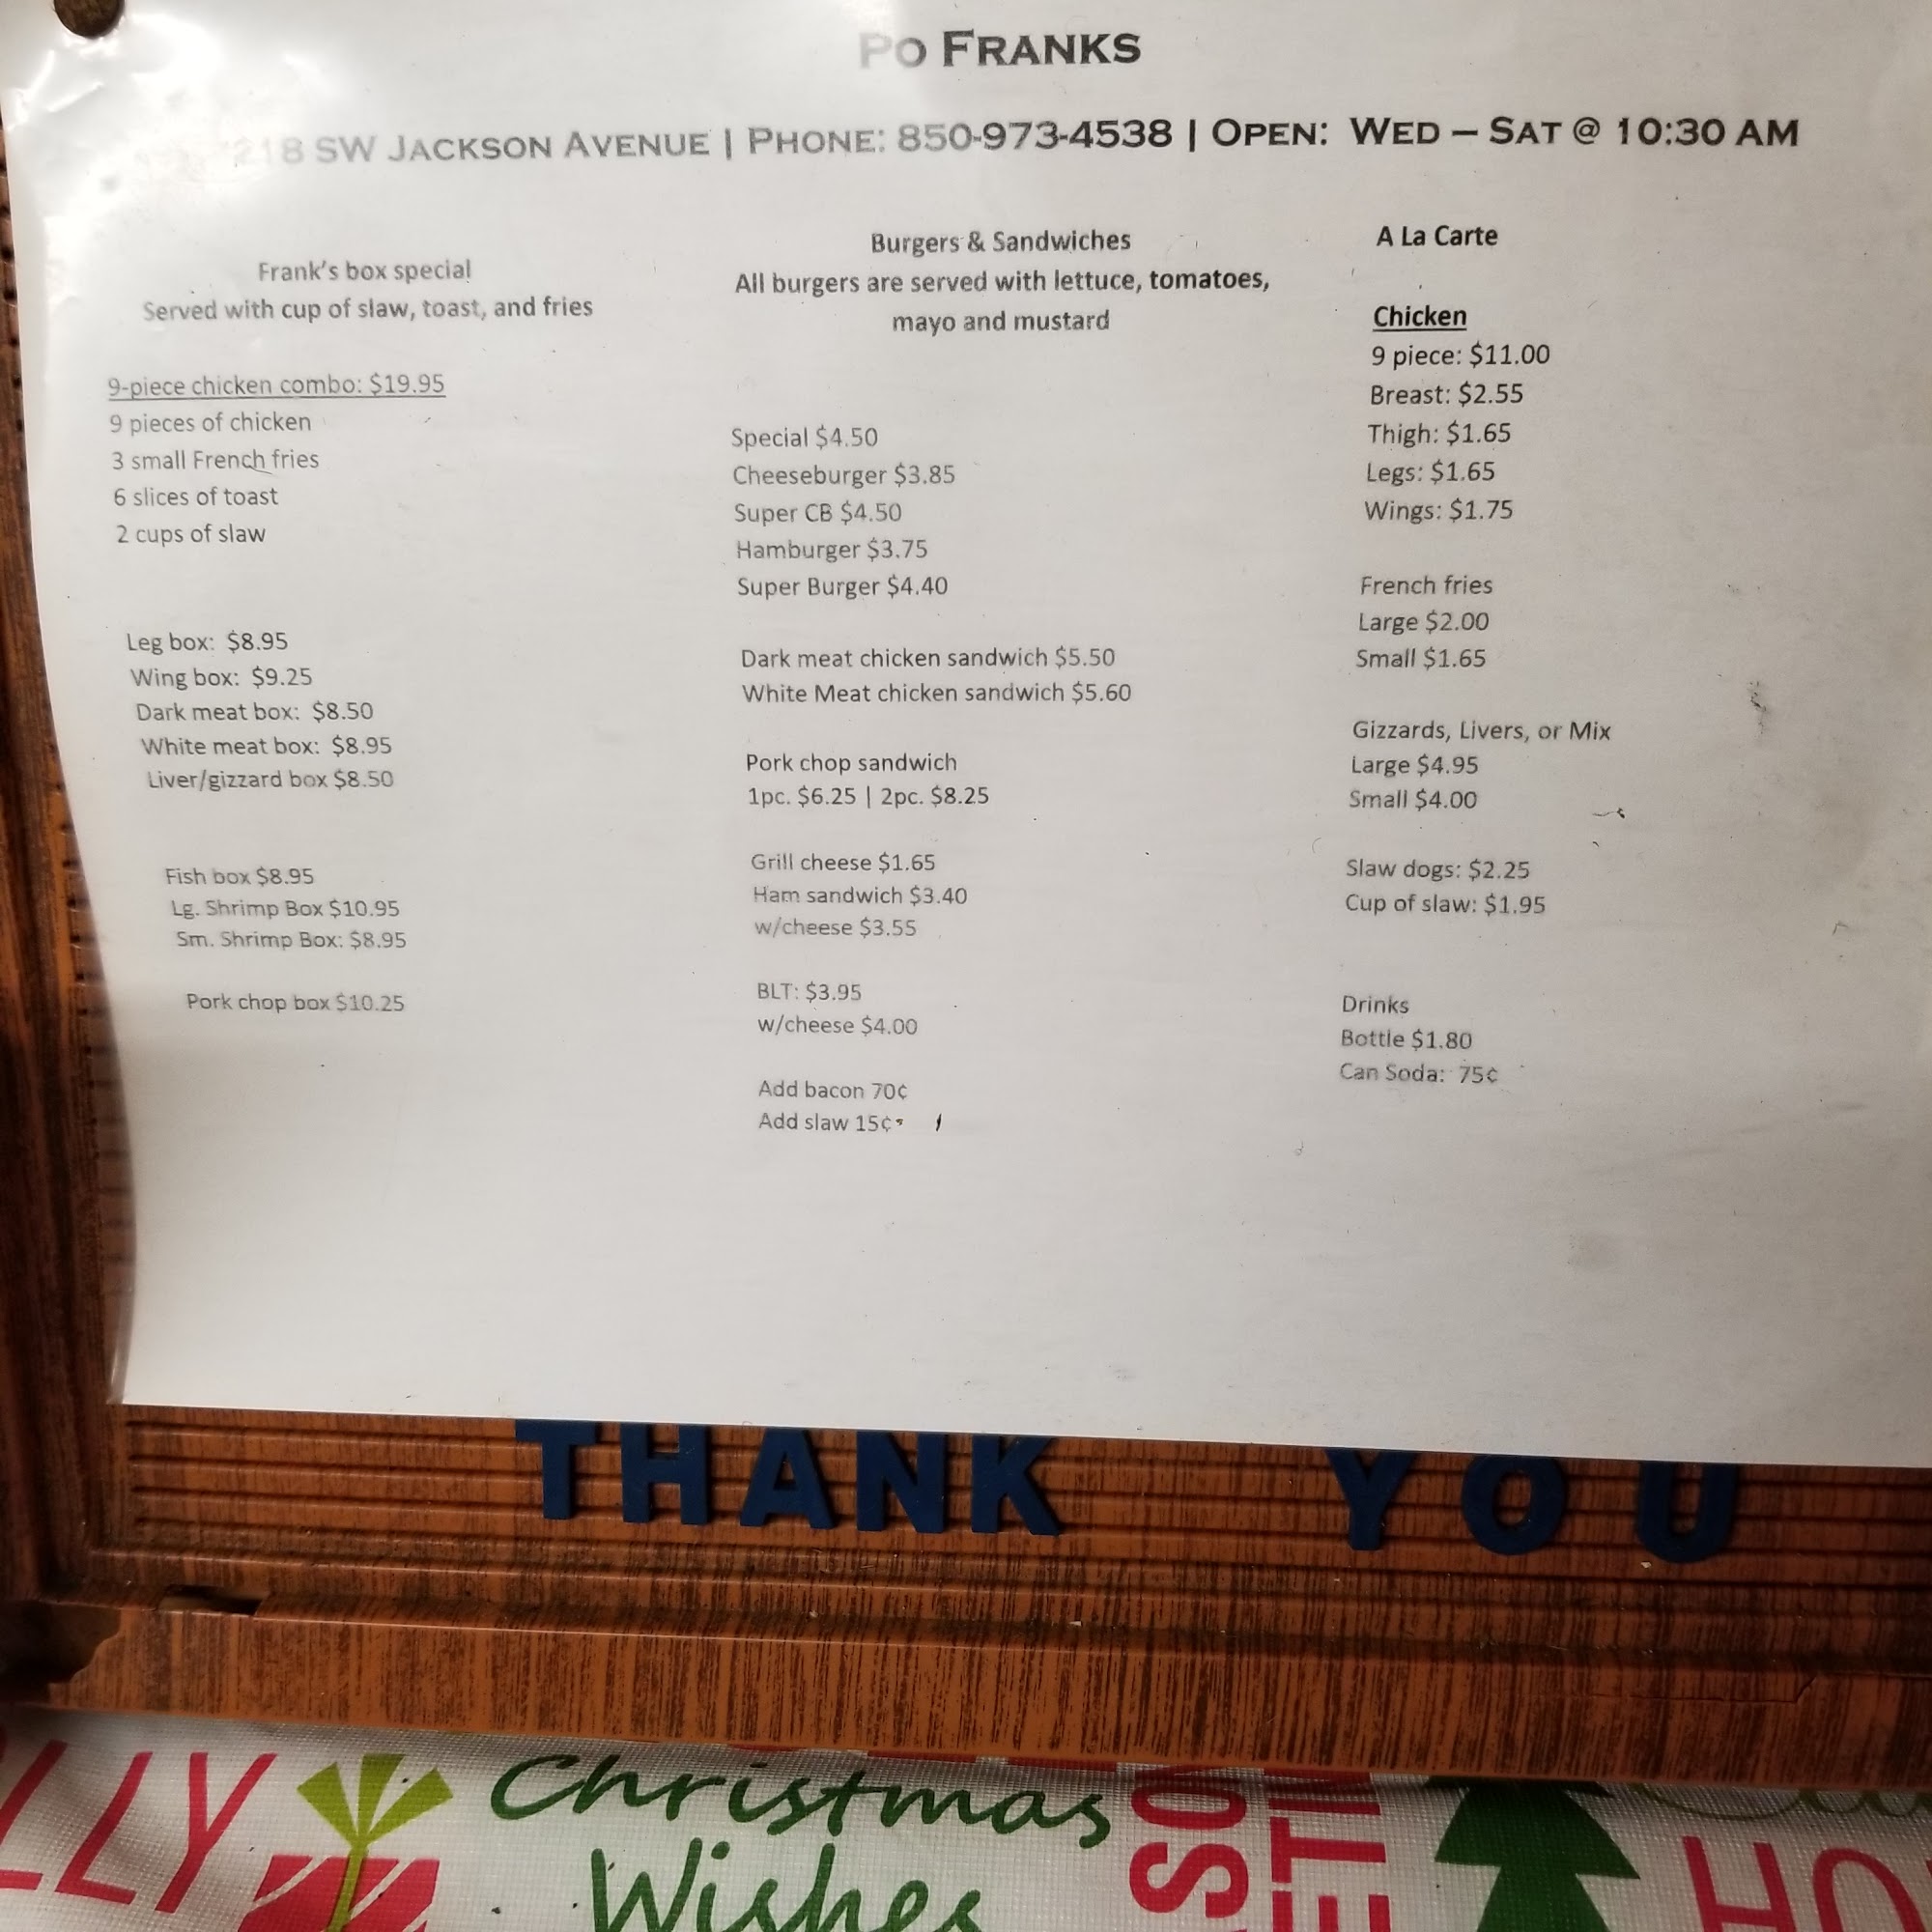 Po Franks
218 SW Jackson Avenue | Phone: 850-973-4538 | Open: Wed – Sat @ 10:30 AM
Frank's box special
Served with cup of slaw, toast, and fries
9-piece chicken combo: $19.95
9 pieces of chicken
3 small French fries
6 slices of toast
2 cups of slaw
Leg box: $8.95
Wing box: $9.25
Dark meat box: $8.50
White meat box: $8.95
Liver/gizzard box $8.50
Fish box $8.95
Lg. Shrimp Box $10.95
Sm. Shrimp Box: $8.95
Pork chop box $10.25
Burgers & Sandwiches
All burgers are served with lettuce, tomatoes,
mayo and mustard
Special $4.50
Cheeseburger $3.85
Super CB $4.50
Hamburger $3.75
Super Burger $4.40
Dark meat chicken sandwich $5.50
White Meat chicken sandwich $5.60
Pork chop sandwich
1pc. $6.25 | 2pc. $8.25
Grill cheese $1.65
Ham sandwich $3.40
w/cheese $3.55
BLT: $3.95
w/cheese $4.00
Add bacon 70¢
Add slaw 15¢
A La Carte
Chicken
9 piece: $11.00
Breast: $2.55
Thigh: $1.65
Legs: $1.65
Wings: $1.75
French fries
Large $2.00
Small $1.65
Gizzards, Livers, or Mix
Large $4.95
Small $4.00
Slaw dogs: $2.25
Cup of slaw: $1.95
Drinks
Bottle $1.80
Can Soda: 75¢
THANK YOU
Christmas
Wishes